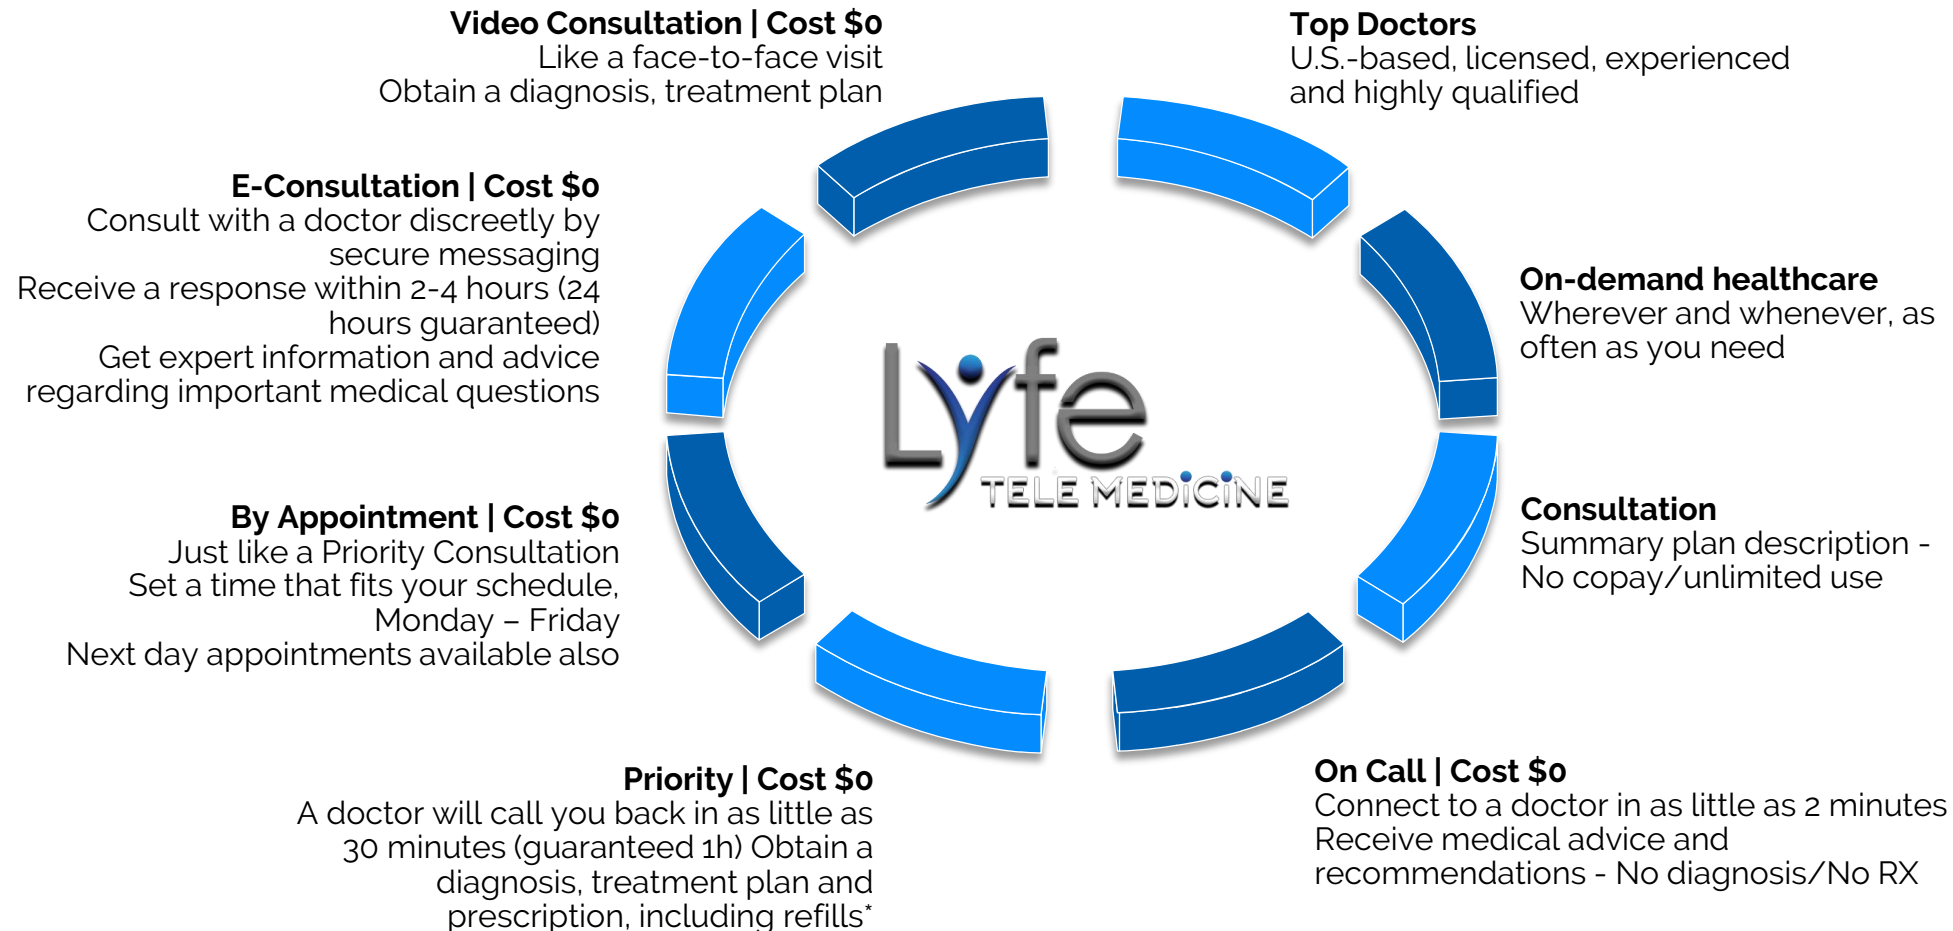 Video Consultation | Cost $0
Like a face-to-face visit
Obtain a diagnosis, treatment plan
Top Doctors
U.S.-based, licensed, experienced
and highly qualified
E-Consultation | Cost $0
Consult with a doctor discreetly by
secure messaging
Receive a response within 2-4 hours (24
hours guaranteed)
Get expert information and advice
regarding important medical questions
On-demand healthcare
Wherever and whenever, as
often as you need
Lyfe
TELE MEDICINE
By Appointment | Cost $0
Just like a Priority Consultation
Set a time that fits your schedule,
Monday – Friday
Next day appointments available also
Consultation
Summary plan description -
No copay/unlimited use
Priority | Cost $0
A doctor will call you back in as little as
30 minutes (guaranteed 1h) Obtain a
diagnosis, treatment plan and
prescription, including refills*
On Call | Cost $0
Connect to a doctor in as little as 2 minutes
Receive medical advice and
recommendations - No diagnosis/No RX